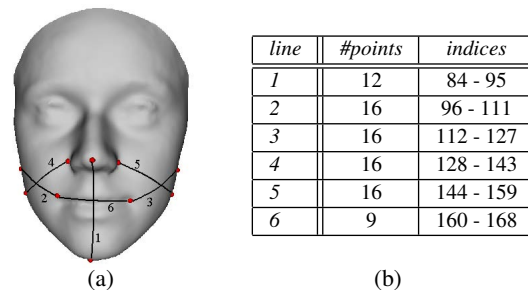 4
5
2
6
3
1
(a)
line #points indices
1 12 84 - 95
2 16 96 - 111
3 16 112 - 127
4 16 128 - 143
5 16 144 - 159
6 9 160 - 168
(b)